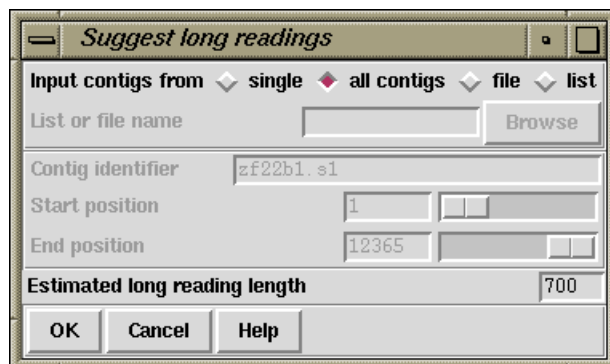 Suggest long readings
Input contigs from single all contigs file list
List or file name Browse
Contig identifier zf22b1.s1
Start position 1
End position 12365
Estimated long reading length 700
OK Cancel Help